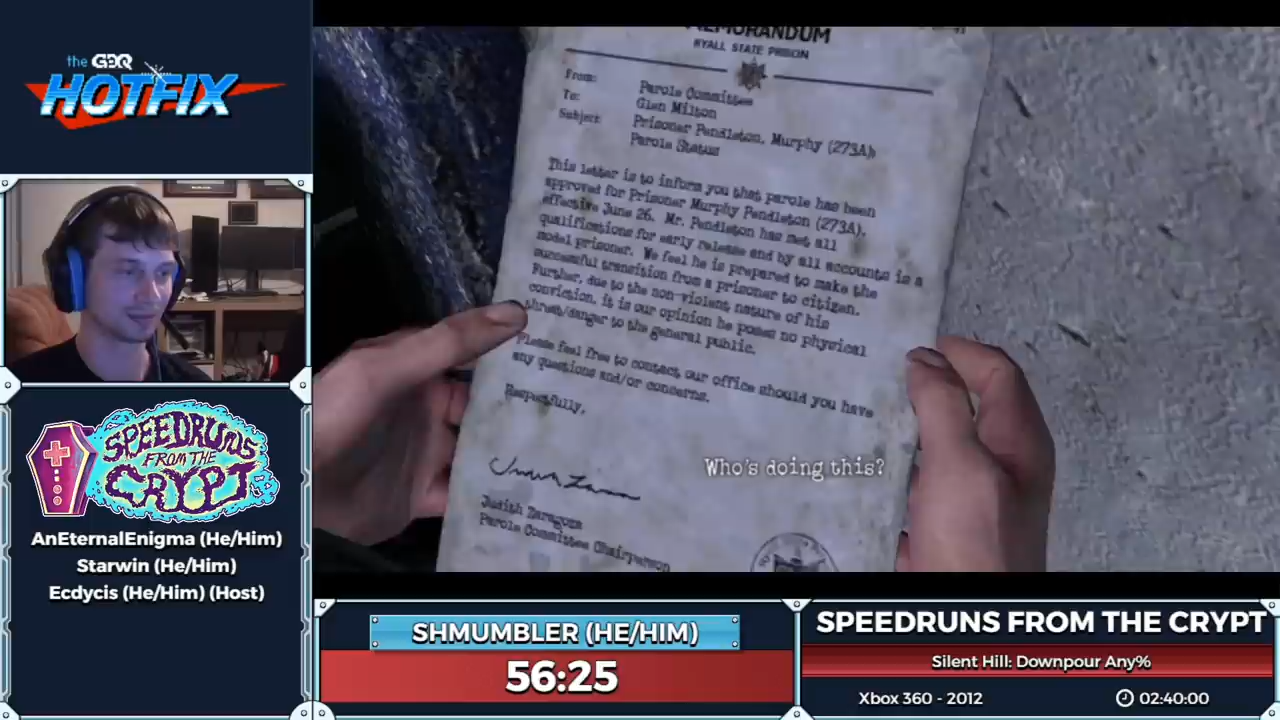 the GDQ
HOTFIX
SPEEDRUNS
FROM THE
CRYPT
AnEternalEnigma (He/Him)
Starwin (He/Him)
Ecdycis (He/Him) (Host)
MEMORANDUM
RYALL STATE PRISON
From: Parole Committee
To: Glen Milton
Subject: Prisoner Pendleton, Murphy (273A);
Parole Status
This letter is to inform you that parole has been
approved for Prisoner Murphy Pendleton (273A),
effective June 26. Mr. Pendleton has met all
qualifications for early release and by all accounts is a
model prisoner. We feel he is prepared to make the
successful transition from a prisoner to citizen.
Further, due to the non-violent nature of his
conviction, it is our opinion he poses no physical
threat/danger to the general public.
Please feel free to contact our office should you have
any questions and/or concerns.
Respectfully,
Judith Zaragoza
Parole Committee Chairperson
Who's doing this?
SHMUMBLER (HE/HIM)
56:25
SPEEDRUNS FROM THE CRYPT
Silent Hill: Downpour Any%
Xbox 360 - 2012
02:40:00